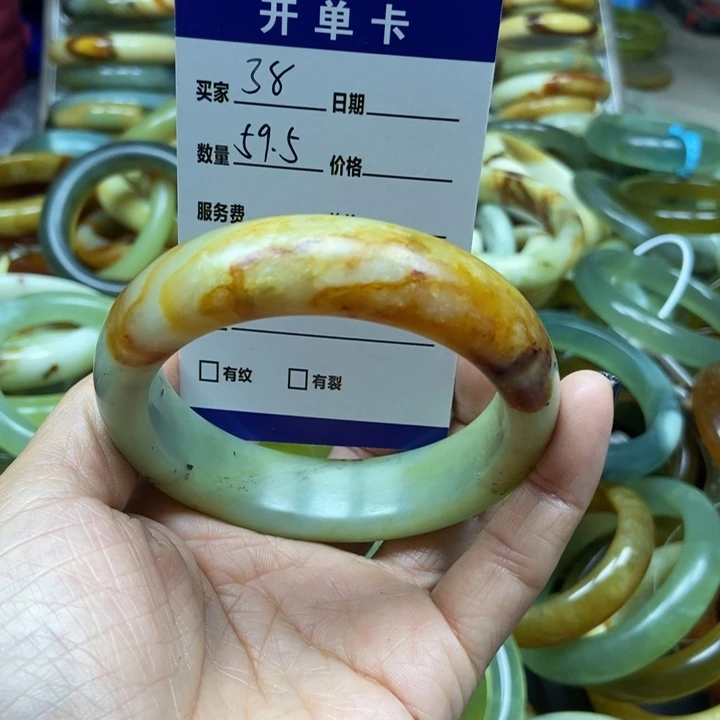 开单卡
买家 38 日期
数量 59.5 价格
服务费
□有纹 □有裂